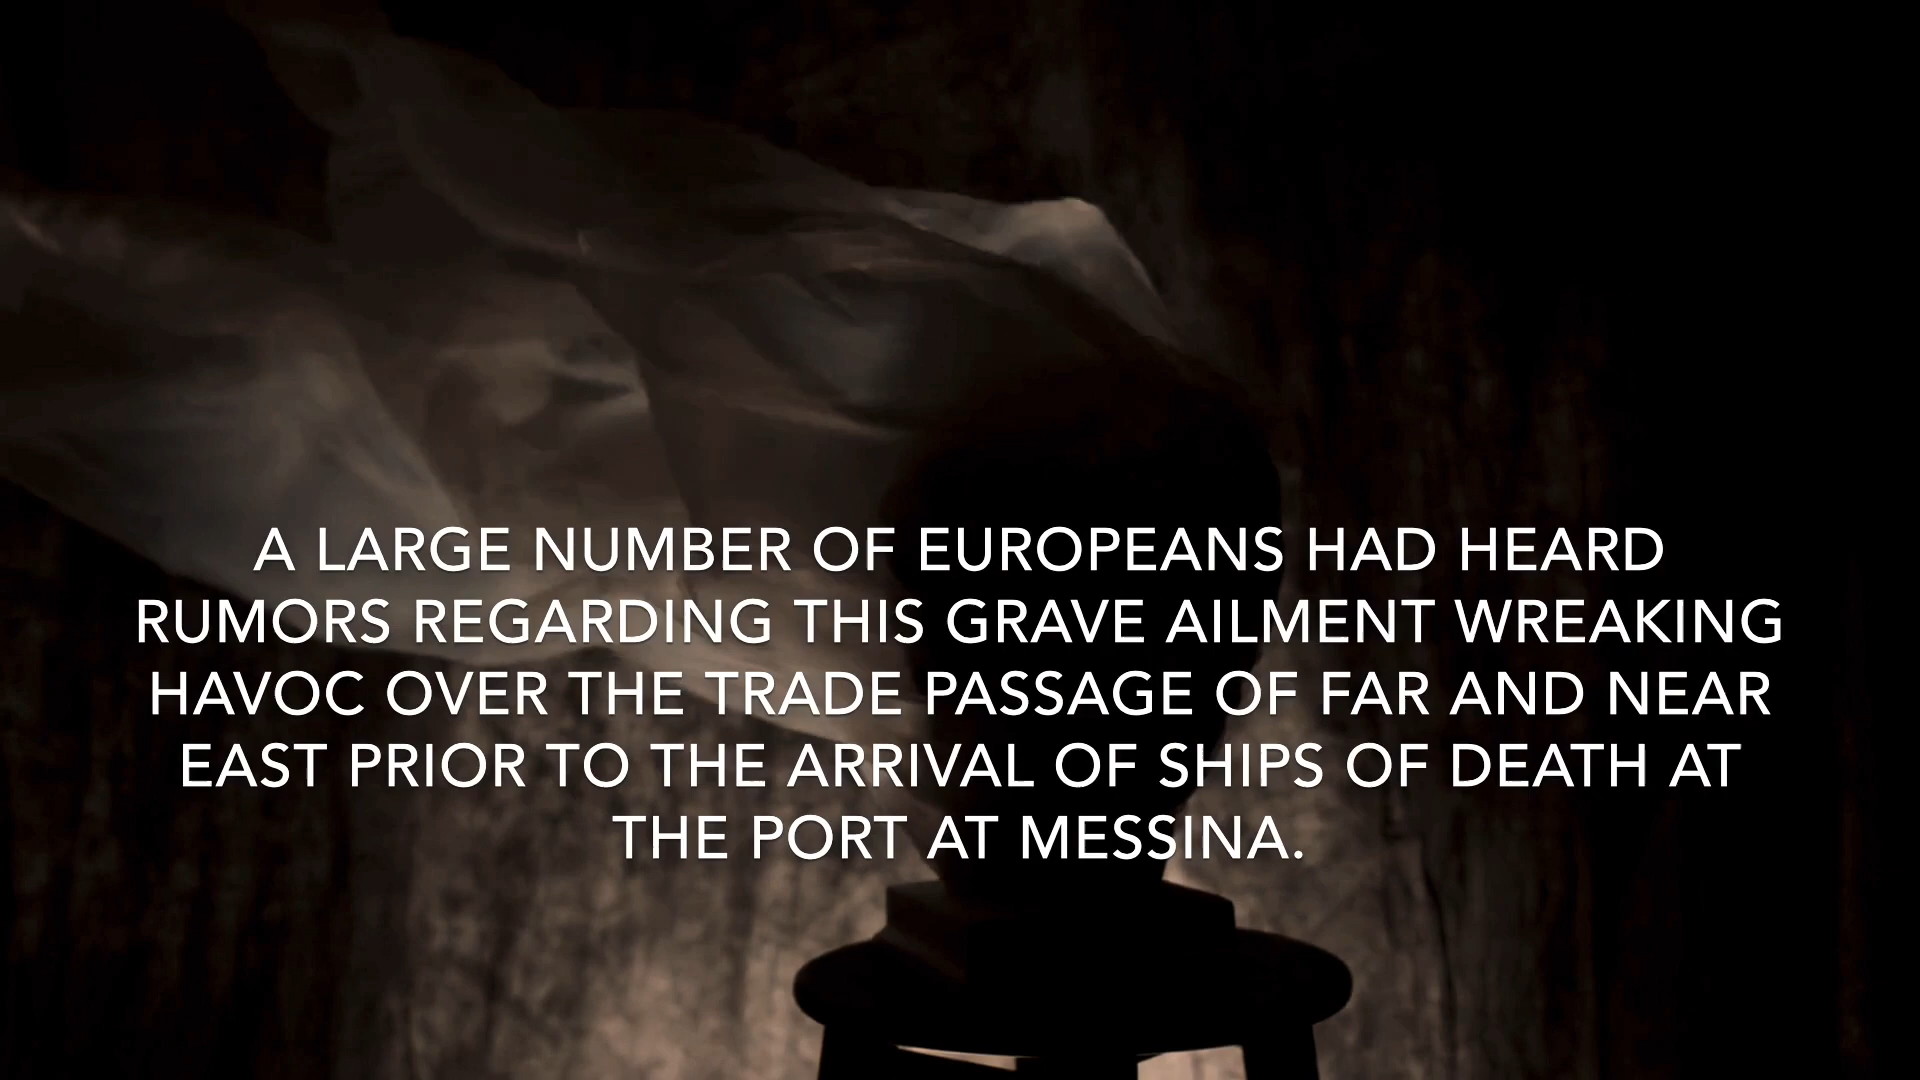 A LARGE NUMBER OF EUROPEANS HAD HEARD
RUMORS REGARDING THIS GRAVE AILMENT WREAKING
HAVOC OVER THE TRADE PASSAGE OF FAR AND NEAR
EAST PRIOR TO THE ARRIVAL OF SHIPS OF DEATH AT
THE PORT AT MESSINA.